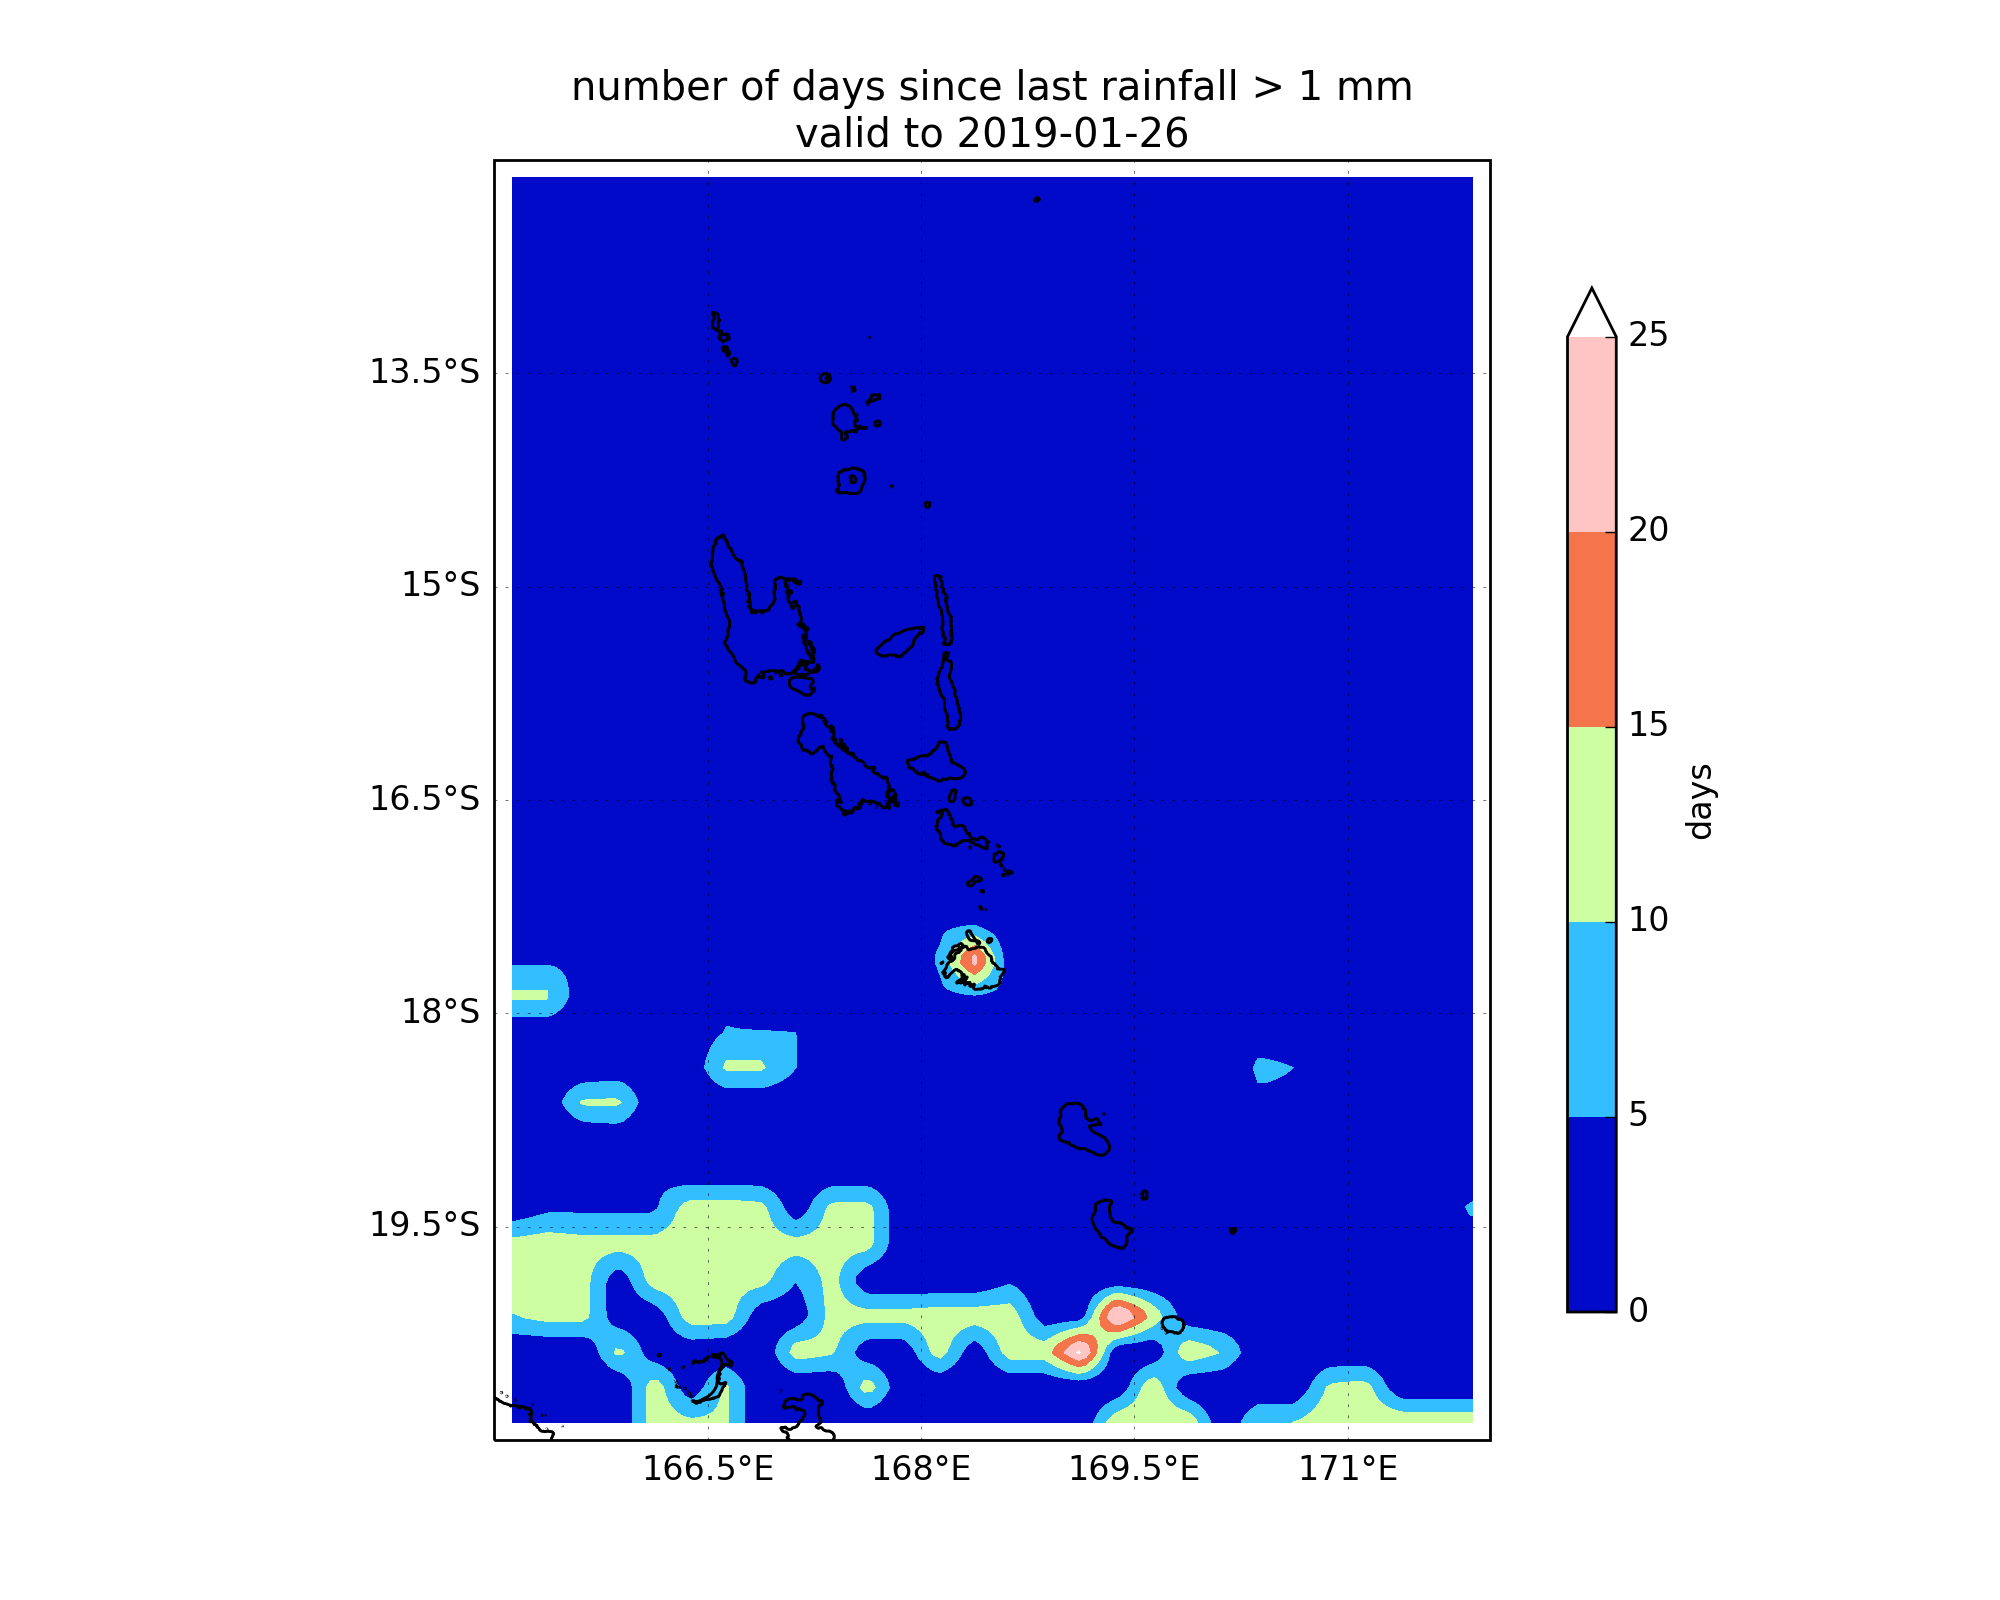 number of days since last rainfall > 1 mm
valid to 2019-01-26
13.5°S
15°S
16.5°S
18°S
19.5°S
166.5°E
168°E
169.5°E
171°E
25
20
15
10
5
0
days